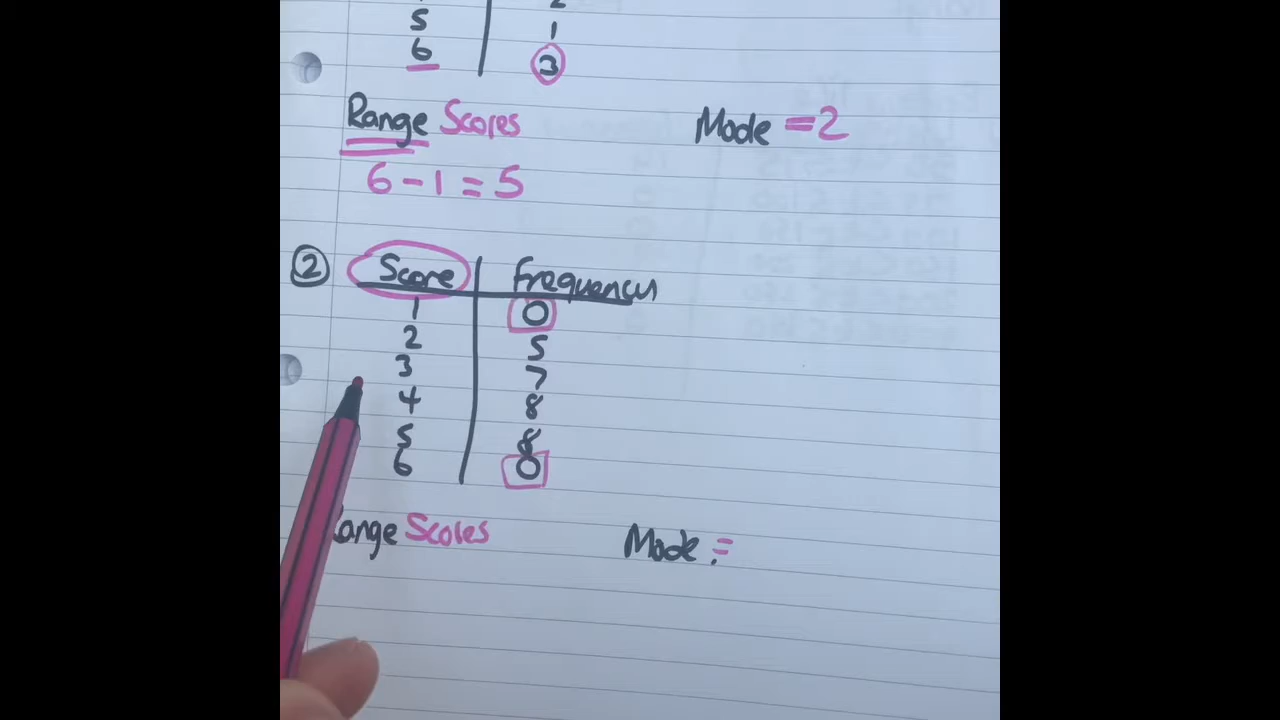 5 1
6 3
Range Scores Mode = 2
6 - 1 = 5
② Score Frequency
1 0
2 5
3 7
4 8
5 8
6 0
Range Scores Mode =